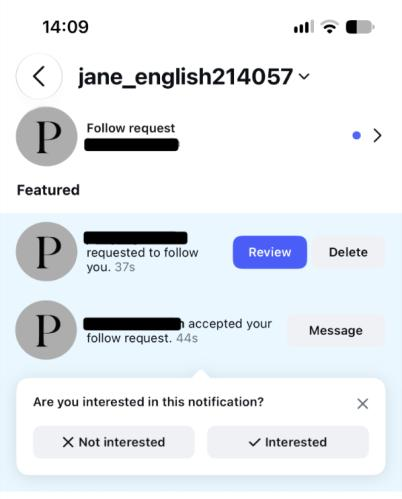 14:09
jane_english214057
P
Follow request
Featured
P
requested to follow
you. 37s
Review
Delete
P
accepted your
follow request. 44s
Message
Are you interested in this notification?
Not interested
Interested